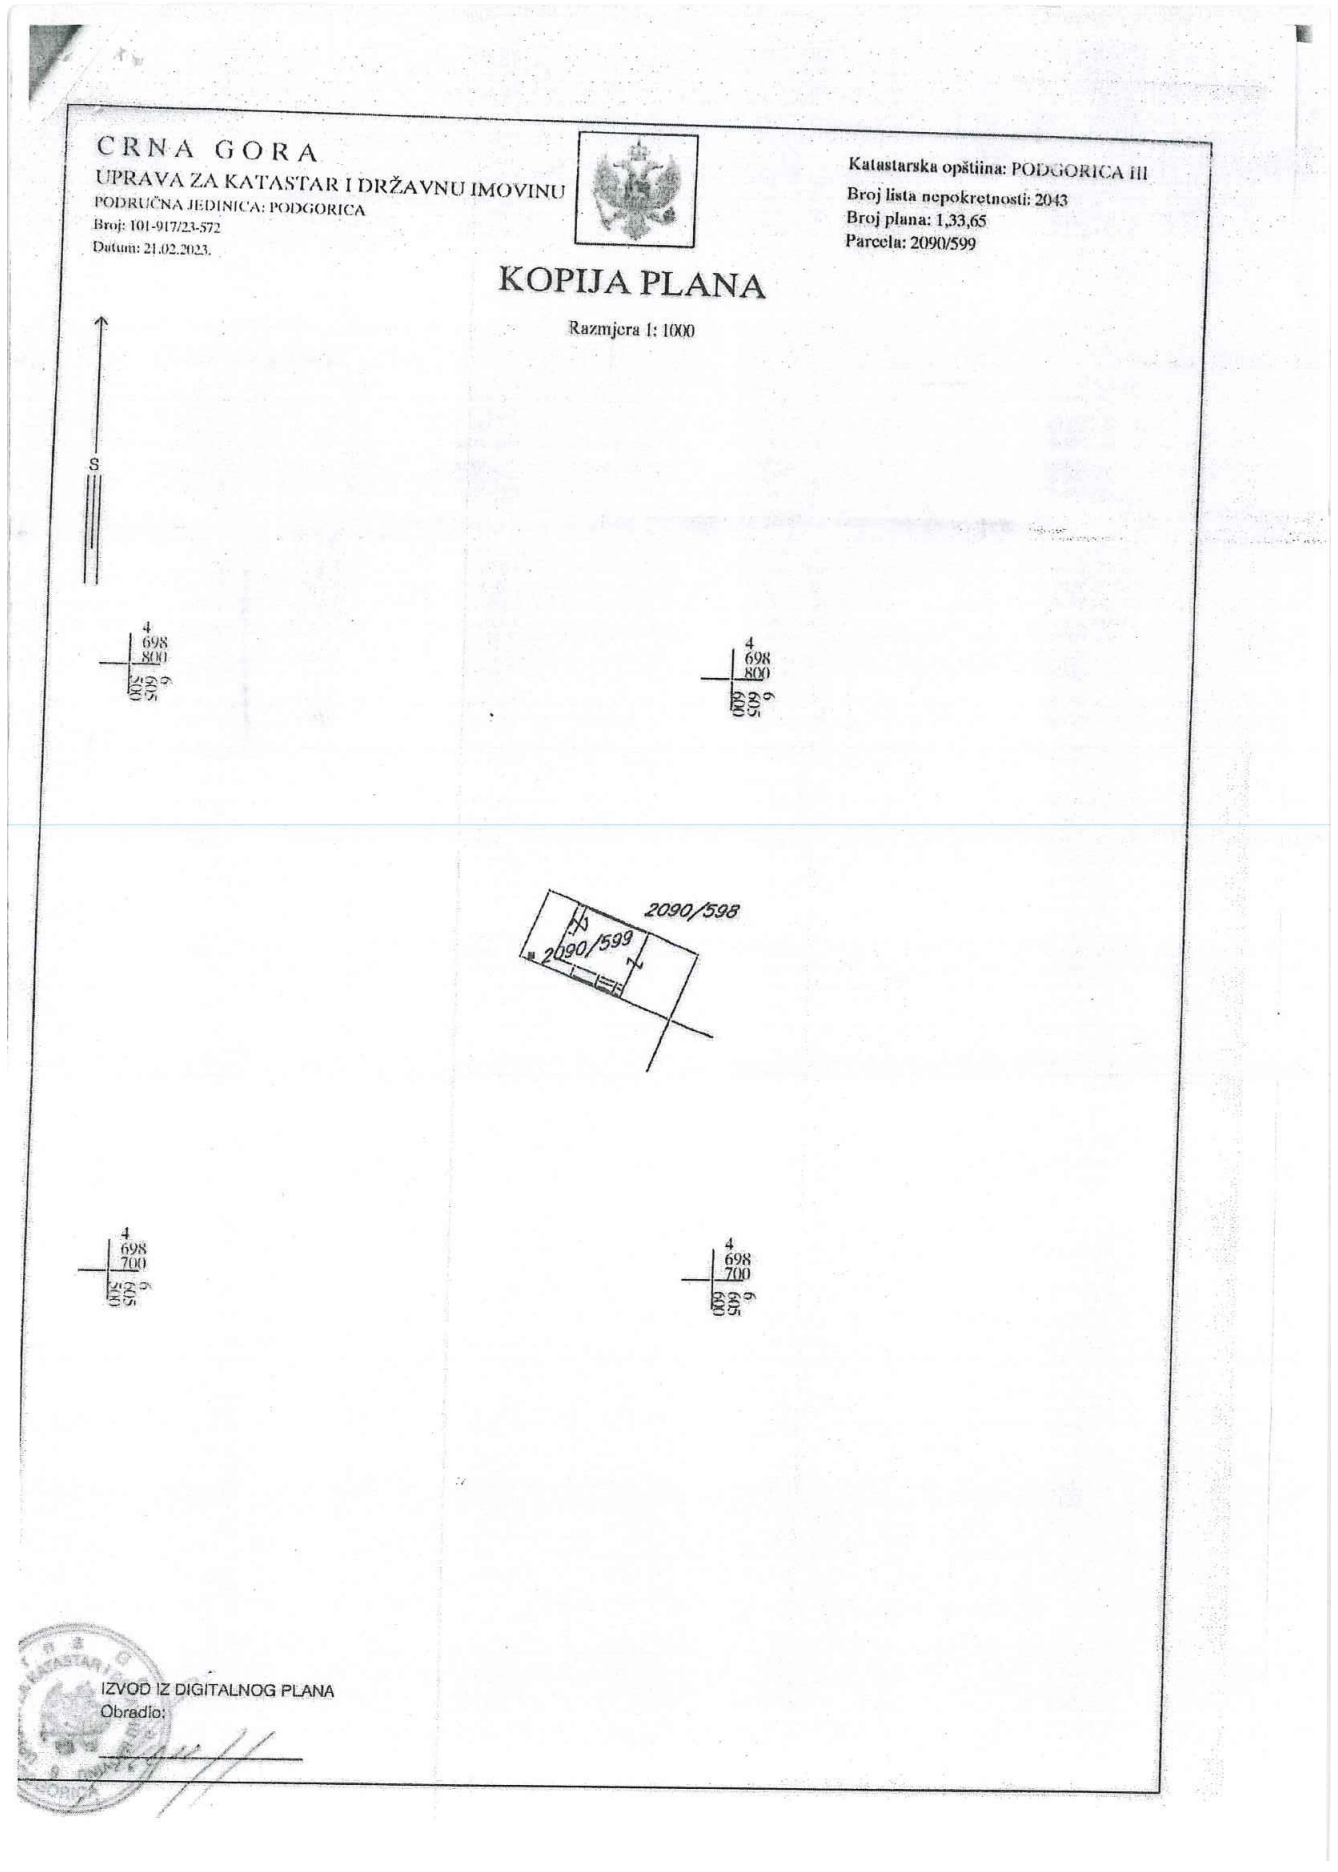 CRNA GORA
UPRAVA ZA KATASTAR I DRŽAVNU IMOVINU
PODRUČNA JEDINICA: PODGORICA
Broj: 101-917/23-572
Datum: 21.02.2023.
Katastarska opštiina: PODGORICA III
Broj lista nepokretnosti: 2043
Broj plana: 1,33,65
Parcela: 2090/599
KOPIJA PLANA
Razmjera 1: 1000
S
4
698
800
6
605
500
4
698
800
6
605
600
2090/598
2090/599
4
698
700
6
605
500
4
698
700
6
605
600
IZVOD IZ DIGITALNOG PLANA
Obradio: